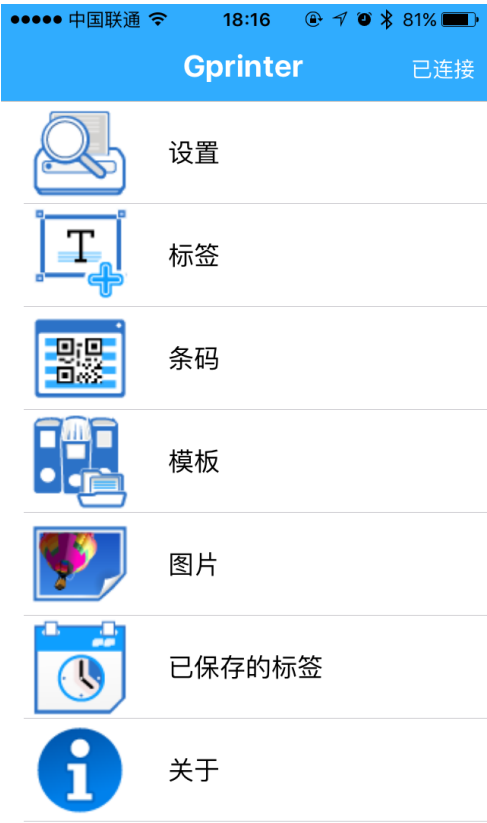 中国联通 18:16 81%
Gprinter 已连接
设置
T 标签
条码
模板
图片
已保存的标签
关于